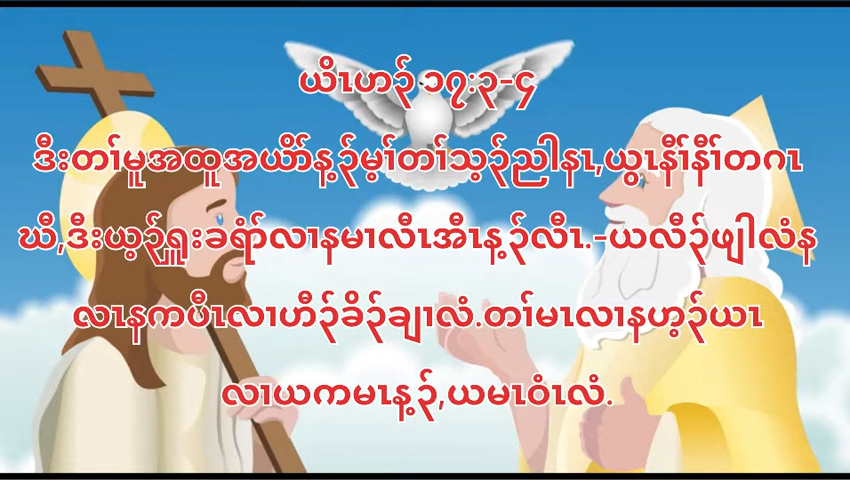 ယိၤဟၣ် ၁၇:၃-၄
ဒီးတၢ်မူအထူအယိာ်န့ၣ်မ့ၢ်တၢ်သ့ၣ်ညါနၤ,ယွၤနီၢ်နီၢ်တဂၤ
ဃီ,ဒီးယ့ၣ်ရှူးခရံာ်လၢနမၢလီၤအီၤန့ၣ်လီၤ.-ယလီၣ်ဖျါလံန
လၤနကပီၤလၢဟီၣ်ခိၣ်ချၢလံ.တၢ်မၤလၢနဟ့ၣ်ယၤ
လၢယကမၤန့ၣ်,ယမၤဝံၤလံ.